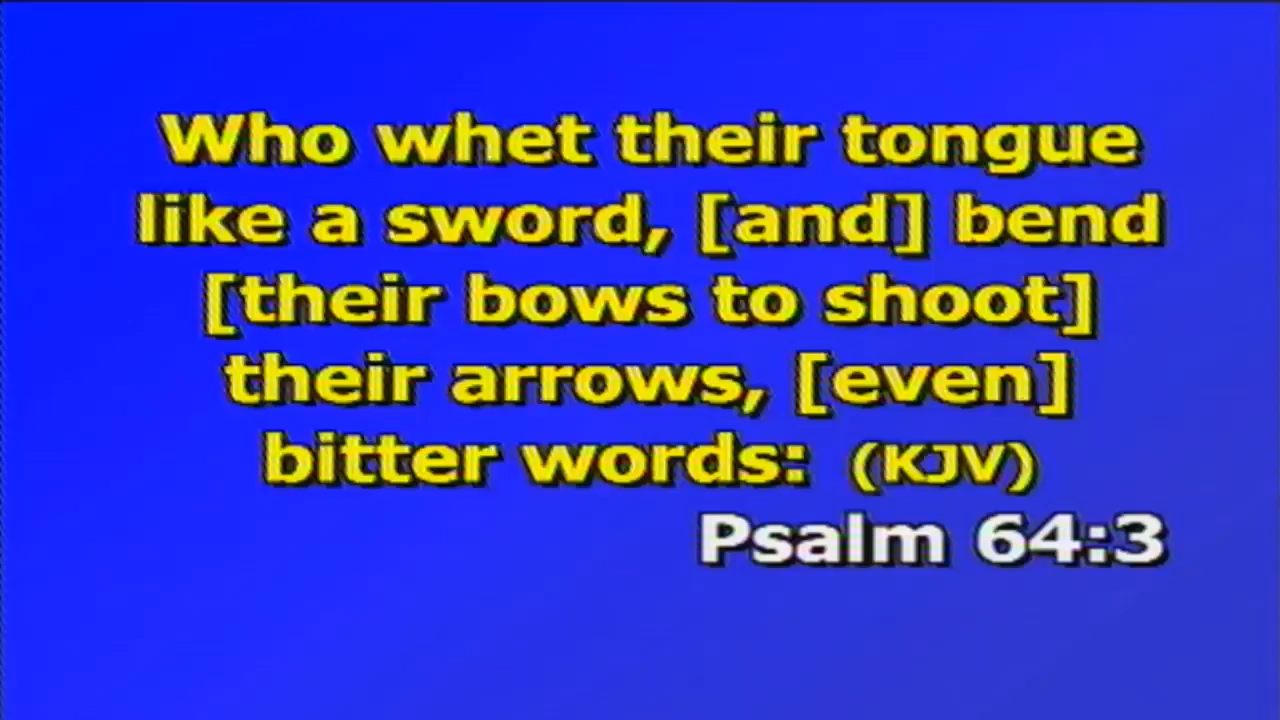 Who whet their tongue
like a sword, [and] bend
[their bows to shoot]
their arrows, [even]
bitter words: (KJV)
Psalm 64:3